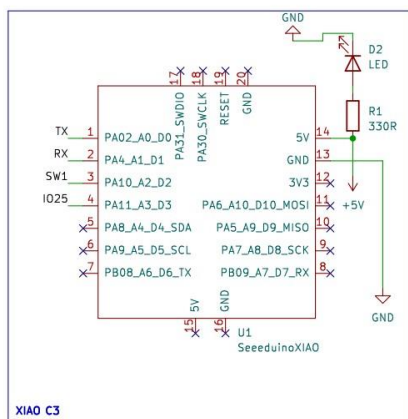 GND
D2
LED
R1
330R
+5V
GND
17
18
19
20
PA31_SWDIO
PA30_SWCLK
RESET
GND
TX 1 PA02_A0_D0
RX 2 PA4_A1_D1
SW1 3 PA10_A2_D2
IO25 4 PA11_A3_D3
5 PA8_A4_D4_SDA
6 PA9_A5_D5_SCL
7 PB08_A6_D6_TX
5V 14
GND 13
3V3 12
PA6_A10_D10_MOSI 11
PA5_A9_D9_MISO 10
PA7_A8_D8_SCK 9
PB09_A7_D7_RX 8
5V
GND
15
16
U1
SeeeduinoXIAO
XIAO C3